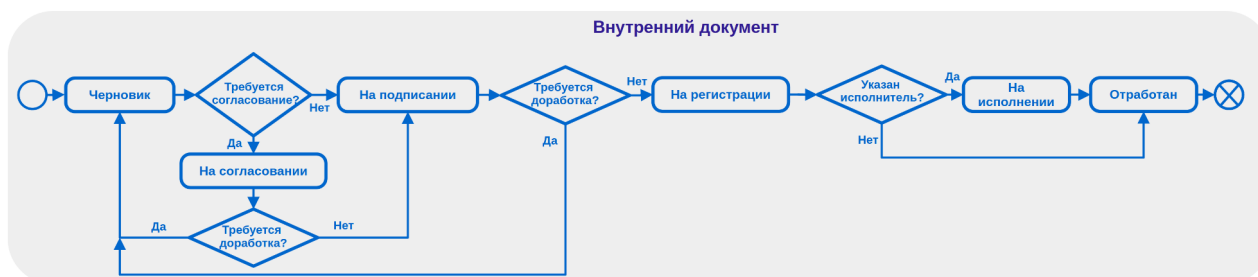 Внутренний документ
Черновик
Требуется
согласование?
Нет
На подписании
Требуется
доработка?
Нет
На регистрации
Указан
исполнитель?
Да
На
исполнении
Отработан
Да
Да
Нет
На согласовании
Да
Требуется
доработка?
Нет